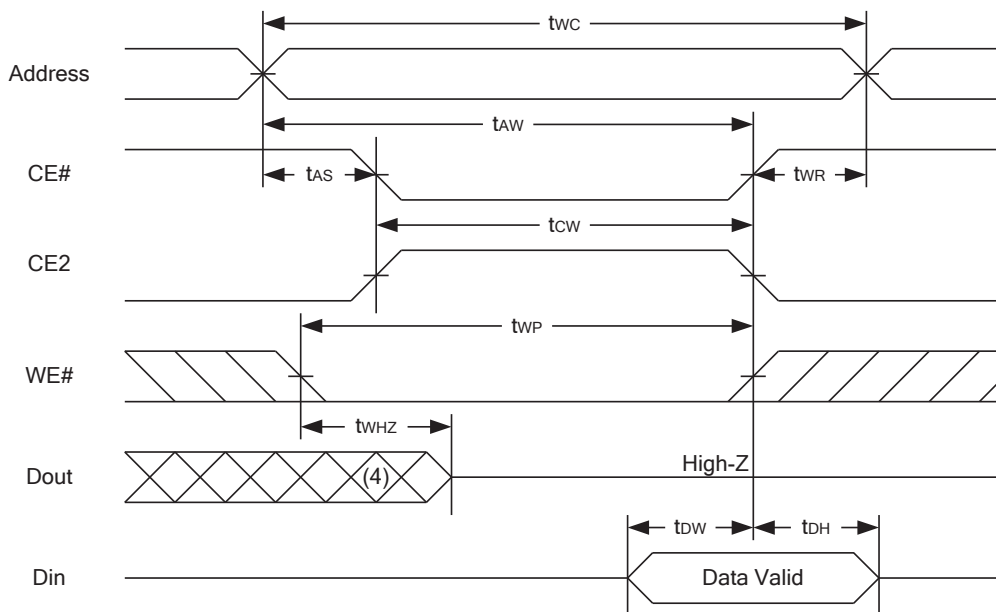 tWC
Address
tAW
CE#
tAS
tWR
tCW
CE2
tWP
WE#
tWHZ
Dout
(4)
High-Z
tDW
tDH
Din
Data Valid